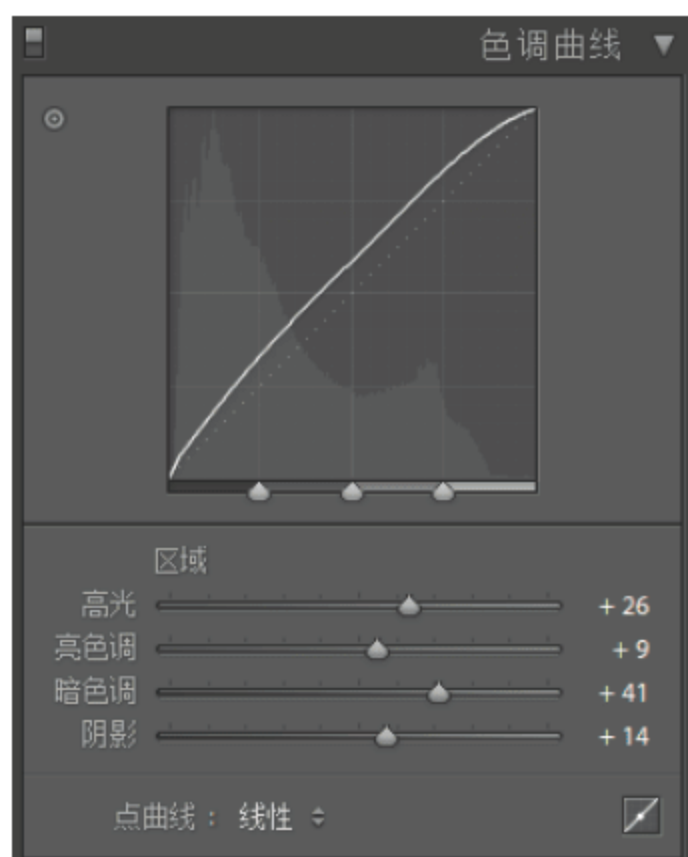 色调曲线
区域
高光 + 26
亮色调 + 9
暗色调 + 41
阴影 + 14
点曲线 : 线性